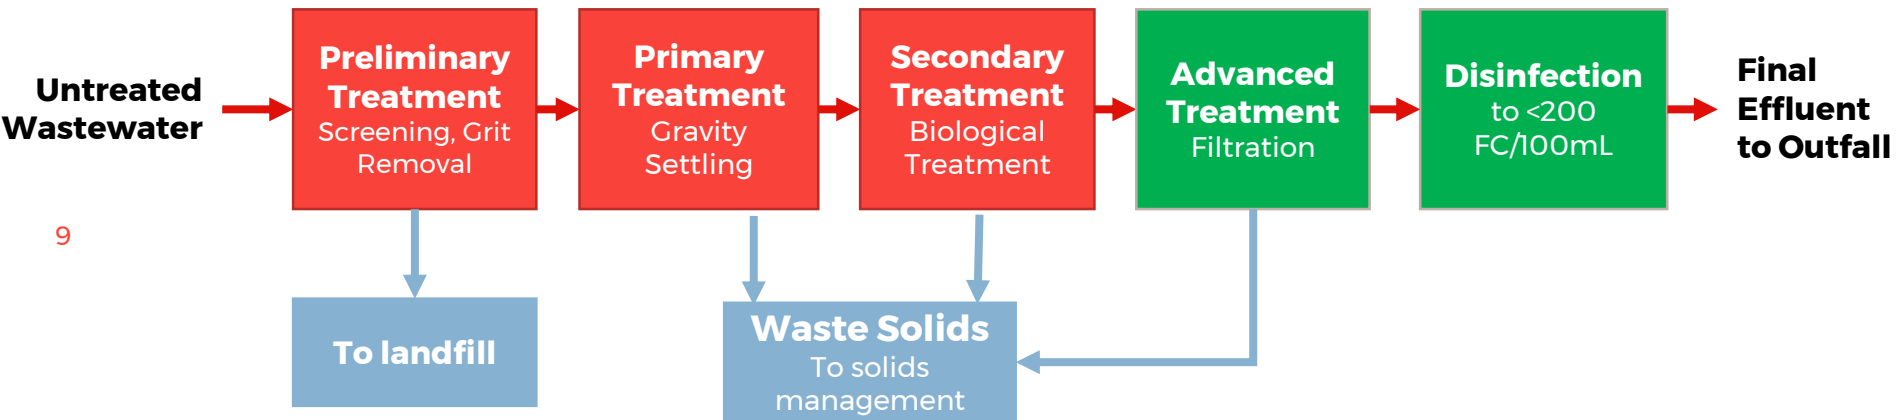 Untreated
Wastewater
Preliminary
Treatment
Screening, Grit
Removal
Primary
Treatment
Gravity
Settling
Secondary
Treatment
Biological
Treatment
Advanced
Treatment
Filtration
Disinfection
to <200
FC/100mL
Final
Effluent
to Outfall
9
To landfill
Waste Solids
To solids
management